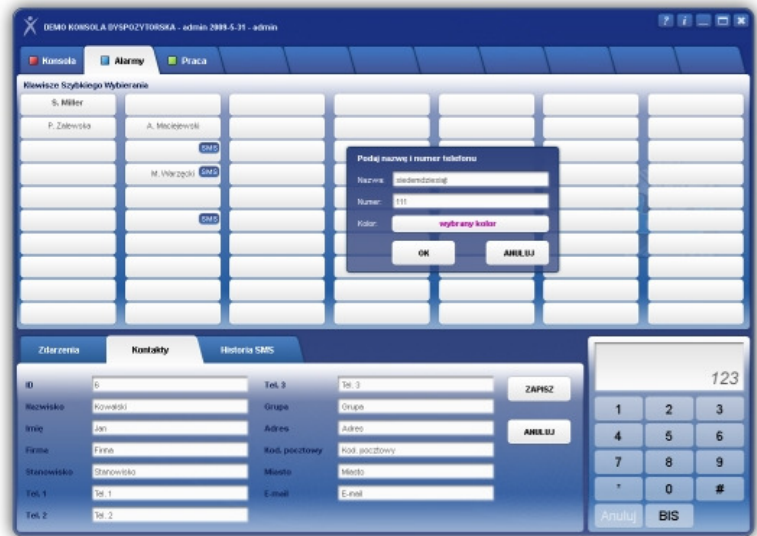 DEMO KONSOLA DYSPOZYTORSKA - admin 2009-5-31 - admin
? i
Konsola Alarmy Praca
Klawisze Szybkiego Wybierania
S. Miller
P. Zalewska A. Maciejewski
SMS
M. Warzęcki SMS
SMS
Podaj nazwę i numer telefonu
Nazwa: siedemdziesiąt
Numer: 111
Kolor: wybrany kolor
OK ANULUJ
Zdarzenia Kontakty Historia SMS
ID 6 Tel. 3 Tel. 3 ZAPISZ
Nazwisko Kowalski Grupa Grupa
Imię Jan Adres Adres ANULUJ
Firma Firma Kod. pocztowy Kod. pocztowy
Stanowisko Stanowisko Miasto Miasto
Tel. 1 Tel. 1 E-mail E-mail
Tel. 2 Tel. 2
123
1 2 3
4 5 6
7 8 9
* 0 #
Anuluj BIS